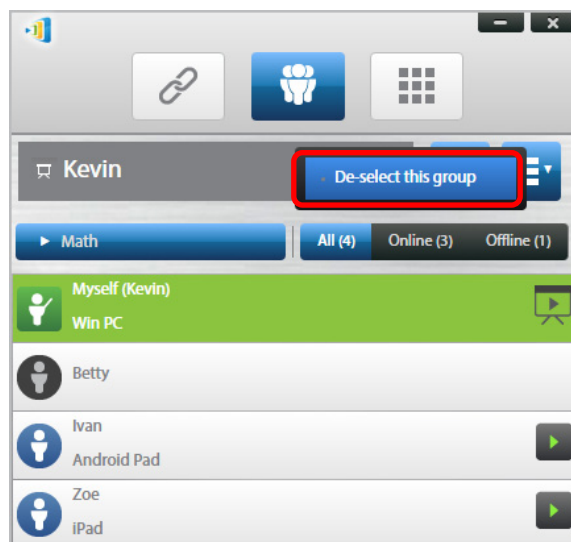 Kevin
De-select this group
Math
All (4) Online (3) Offline (1)
Myself (Kevin)
Win PC
Betty
Ivan
Android Pad
Zoe
iPad